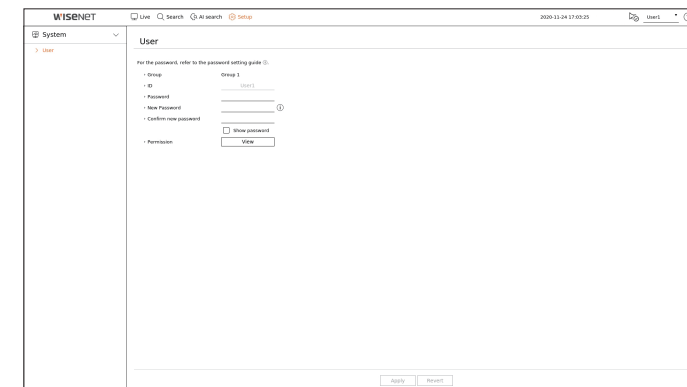 WISENET
Live Search AI search Setup 2020-11-24 17:03:25 User1
System
User
User
For the password, refer to the password setting guide
• Group Group 1
• ID User1
• Password
• New Password
• Confirm new password
Show password
• Permission View
Apply Revert